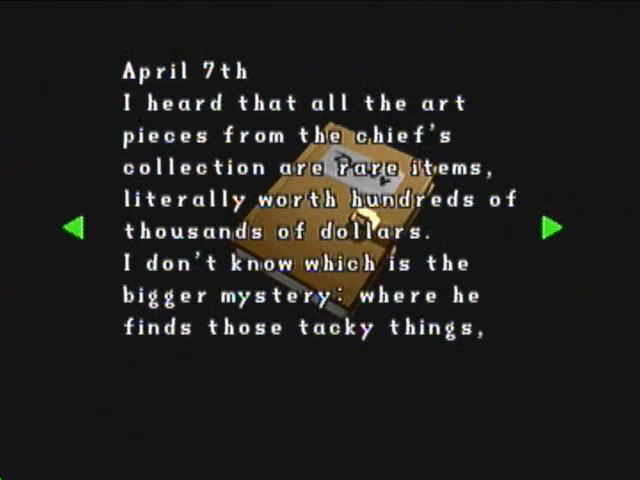 April 7th
I heard that all the art
pieces from the chief's
collection are rare items,
literally worth hundreds of
thousands of dollars.
I don't know which is the
bigger mystery: where he
finds those tacky things,
Diary